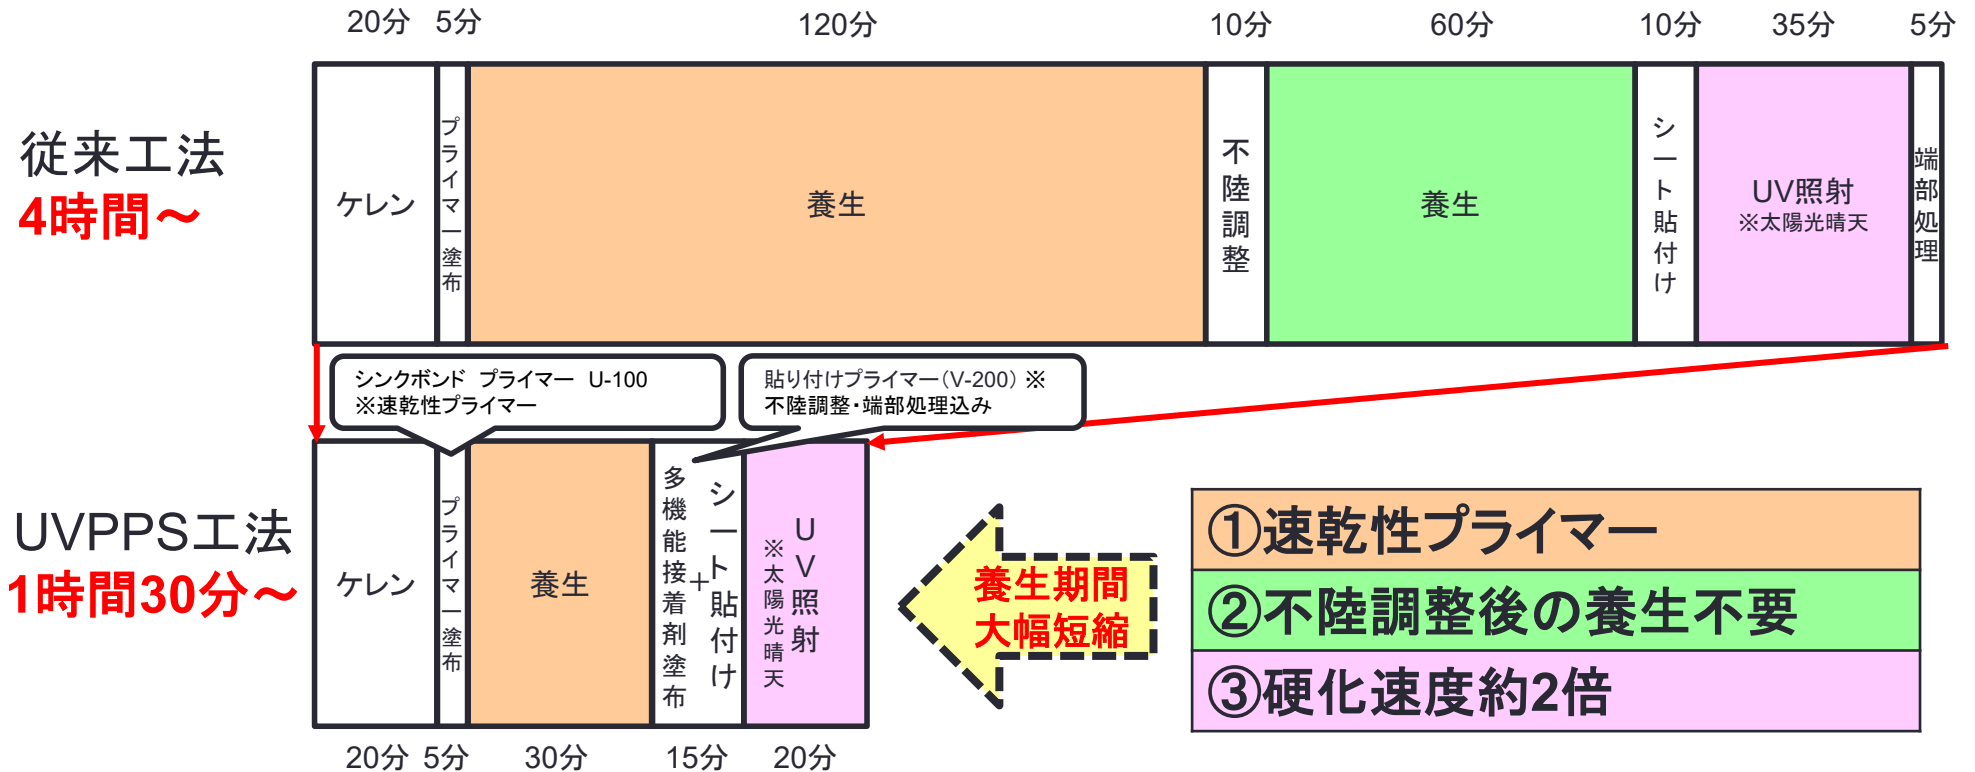 20分 5分 120分 10分 60分 10分 35分 5分
従来工法
4時間～
ケレン
プライマー塗布
養生
不陸調整
養生
シート貼付け
UV照射
※太陽光晴天
端部処理
シンクボンド プライマー U-100
※速乾性プライマー
貼り付けプライマー（V-200）※
不陸調整・端部処理込み
UVPPS工法
1時間30分～
ケレン
プライマー塗布
養生
多機能接着剤塗布
+
シート貼付け
UV照射
※太陽光晴天
20分 5分 30分 15分 20分
養生期間
大幅短縮
①速乾性プライマー
②不陸調整後の養生不要
③硬化速度約2倍